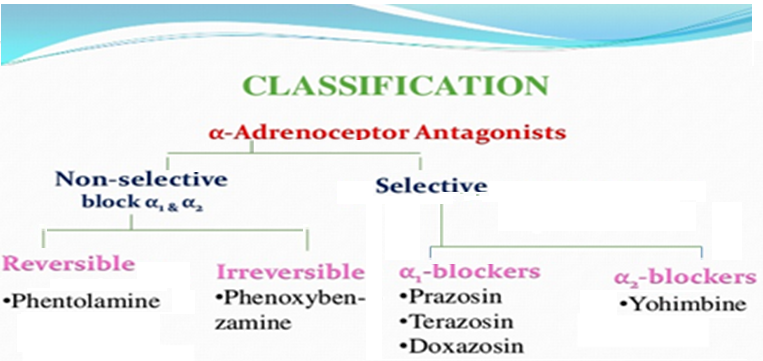 CLASSIFICATION
α-Adrenoceptor Antagonists
Non-selective
block α₁ & α₂
Selective
Reversible
•Phentolamine
Irreversible
•Phenoxyben-
zamine
α₁-blockers
•Prazosin
•Terazosin
•Doxazosin
α₂-blockers
•Yohimbine